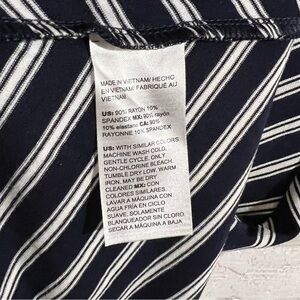 MADE IN VIETNAM/ HECHO
EN VIETNAM/ FABRIQUÉ AU
VIETNAM
US: 90% RAYON 10%
SPANDEX MX: 90% rayón
10% elastano CA: 90%
RAYONNE 10% SPANDEX
US: WITH SIMILAR COLORS
MACHINE WASH COLD,
GENTLE CYCLE. ONLY
NON-CHLORINE BLEACH.
TUMBLE DRY LOW. WARM
IRON. MAY BE DRY
CLEANED MX: CON
COLORES SIMILARES.
LAVAR A MÁQUINA CON
AGUA FRÍA EN CICLO
SUAVE. SOLAMENTE
BLANQUEADOR SIN CLORO.
SECAR A MÁQUINA A BAJA